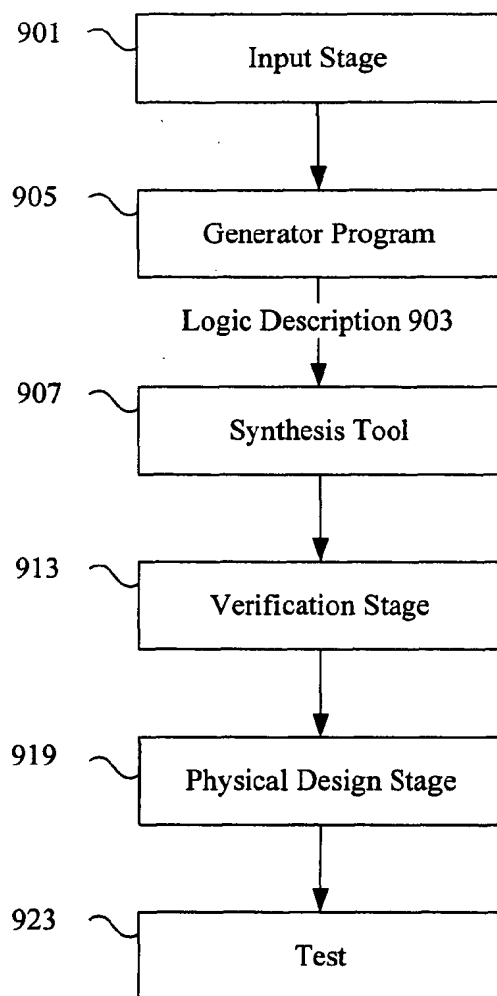 901
Input Stage
905
Generator Program
Logic Description 903
907
Synthesis Tool
913
Verification Stage
919
Physical Design Stage
923
Test